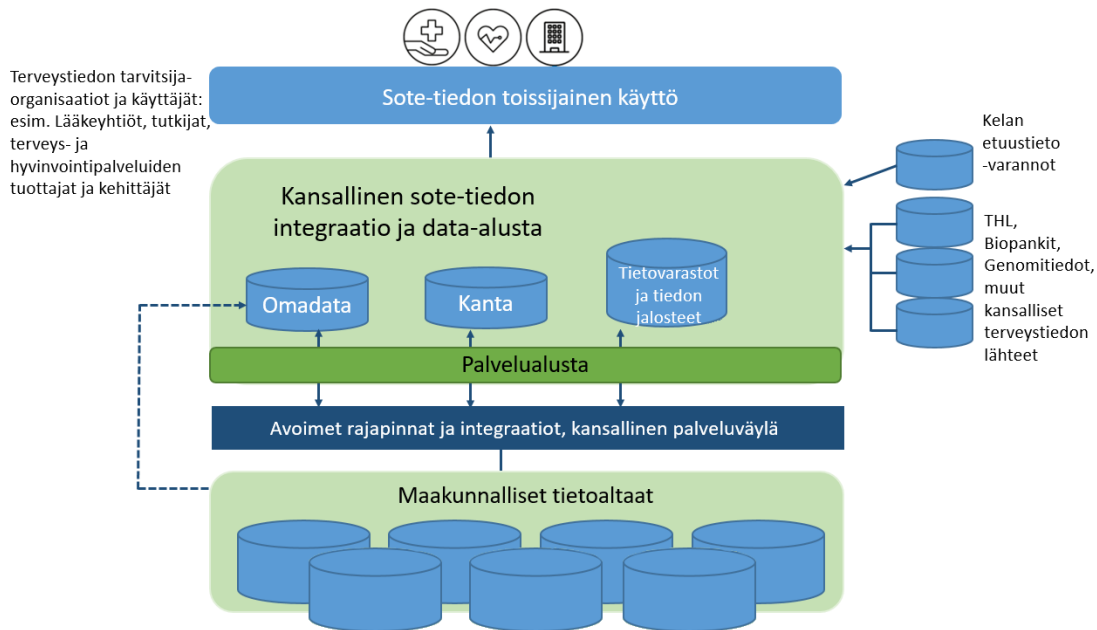 Terveystiedon tarvitsija-
organisaatiot ja käyttäjät:
esim. Lääkeyhtiöt, tutkijat,
terveys- ja
hyvinvointipalveluiden
tuottajat ja kehittäjät
Sote-tiedon toissijainen käyttö
Kelan
etuustieto
-varannot
Kansallinen sote-tiedon
integraatio ja data-alusta
THL,
Biopankit,
Genomitiedot,
muut
kansalliset
terveystiedon
lähteet
Omadata
Kanta
Tietovarastot
ja tiedon
jalosteet
Palvelualusta
Avoimet rajapinnat ja integraatiot, kansallinen palveluväylä
Maakunnalliset tietoaltaat